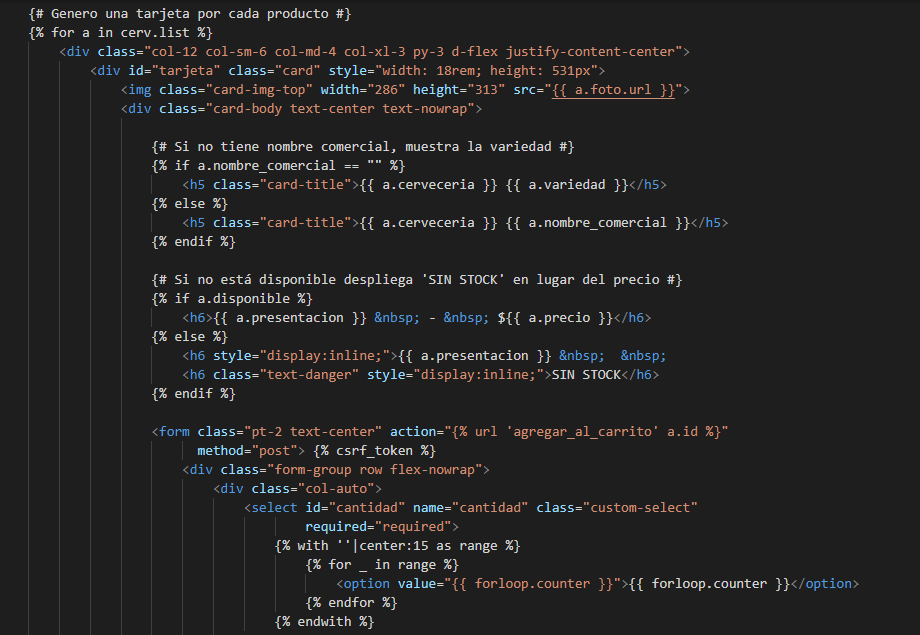 {# Genero una tarjeta por cada producto #}
{% for a in cerv.list %}
<div class="col-12 col-sm-6 col-md-4 col-xl-3 py-3 d-flex justify-content-center">
<div id="tarjeta" class="card" style="width: 18rem; height: 531px">
<img class="card-img-top" width="286" height="313" src="{{ a.foto.url }}">
<div class="card-body text-center text-nowrap">
{# Si no tiene nombre comercial, muestra la variedad #}
{% if a.nombre_comercial == "" %}
<h5 class="card-title">{{ a.cerveceria }} {{ a.variedad }}</h5>
{% else %}
<h5 class="card-title">{{ a.cerveceria }} {{ a.nombre_comercial }}</h5>
{% endif %}
{# Si no está disponible despliega 'SIN STOCK' en lugar del precio #}
{% if a.disponible %}
<h6>{{ a.presentacion }} &nbsp; - &nbsp; ${{ a.precio }}</h6>
{% else %}
<h6 style="display:inline;">{{ a.presentacion }} &nbsp;  &nbsp;
<h6 class="text-danger" style="display:inline;">SIN STOCK</h6>
{% endif %}
<form class="pt-2 text-center" action="{% url 'agregar_al_carrito' a.id %}"
method="post"> {% csrf_token %}
<div class="form-group row flex-nowrap">
<div class="col-auto">
<select id="cantidad" name="cantidad" class="custom-select"
required="required">
{% with ''|center:15 as range %}
{% for _ in range %}
<option value="{{ forloop.counter }}">{{ forloop.counter }}</option>
{% endfor %}
{% endwith %}